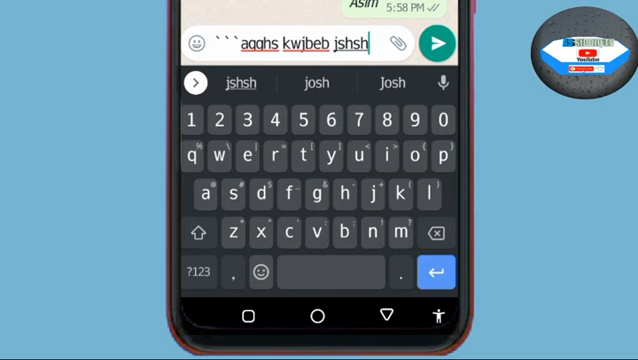 Asim
5:58 PM
```aqghs kwjbeb jshsh
jshsh josh Josh
1 2 3 4 5 6 7 8 9 0
q w e r t y u i o p
a s d f g h j k l
z x c v b n m
?123 , .
YouTube